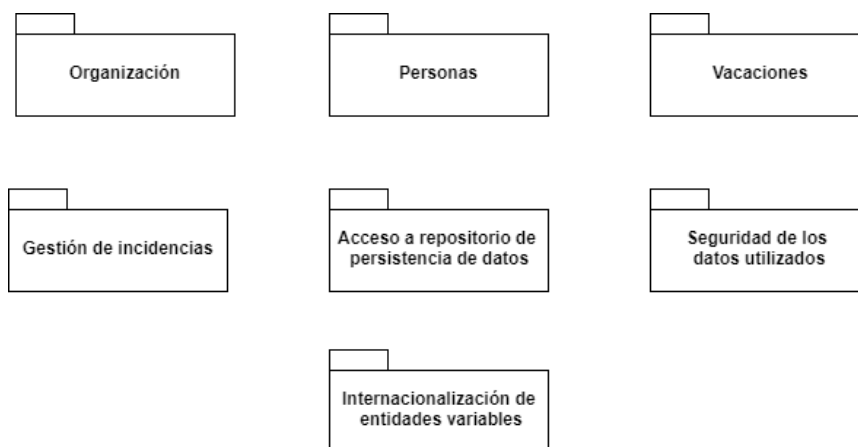 Organización
Personas
Vacaciones
Gestión de incidencias
Acceso a repositorio de
persistencia de datos
Seguridad de los
datos utilizados
Internacionalización de
entidades variables